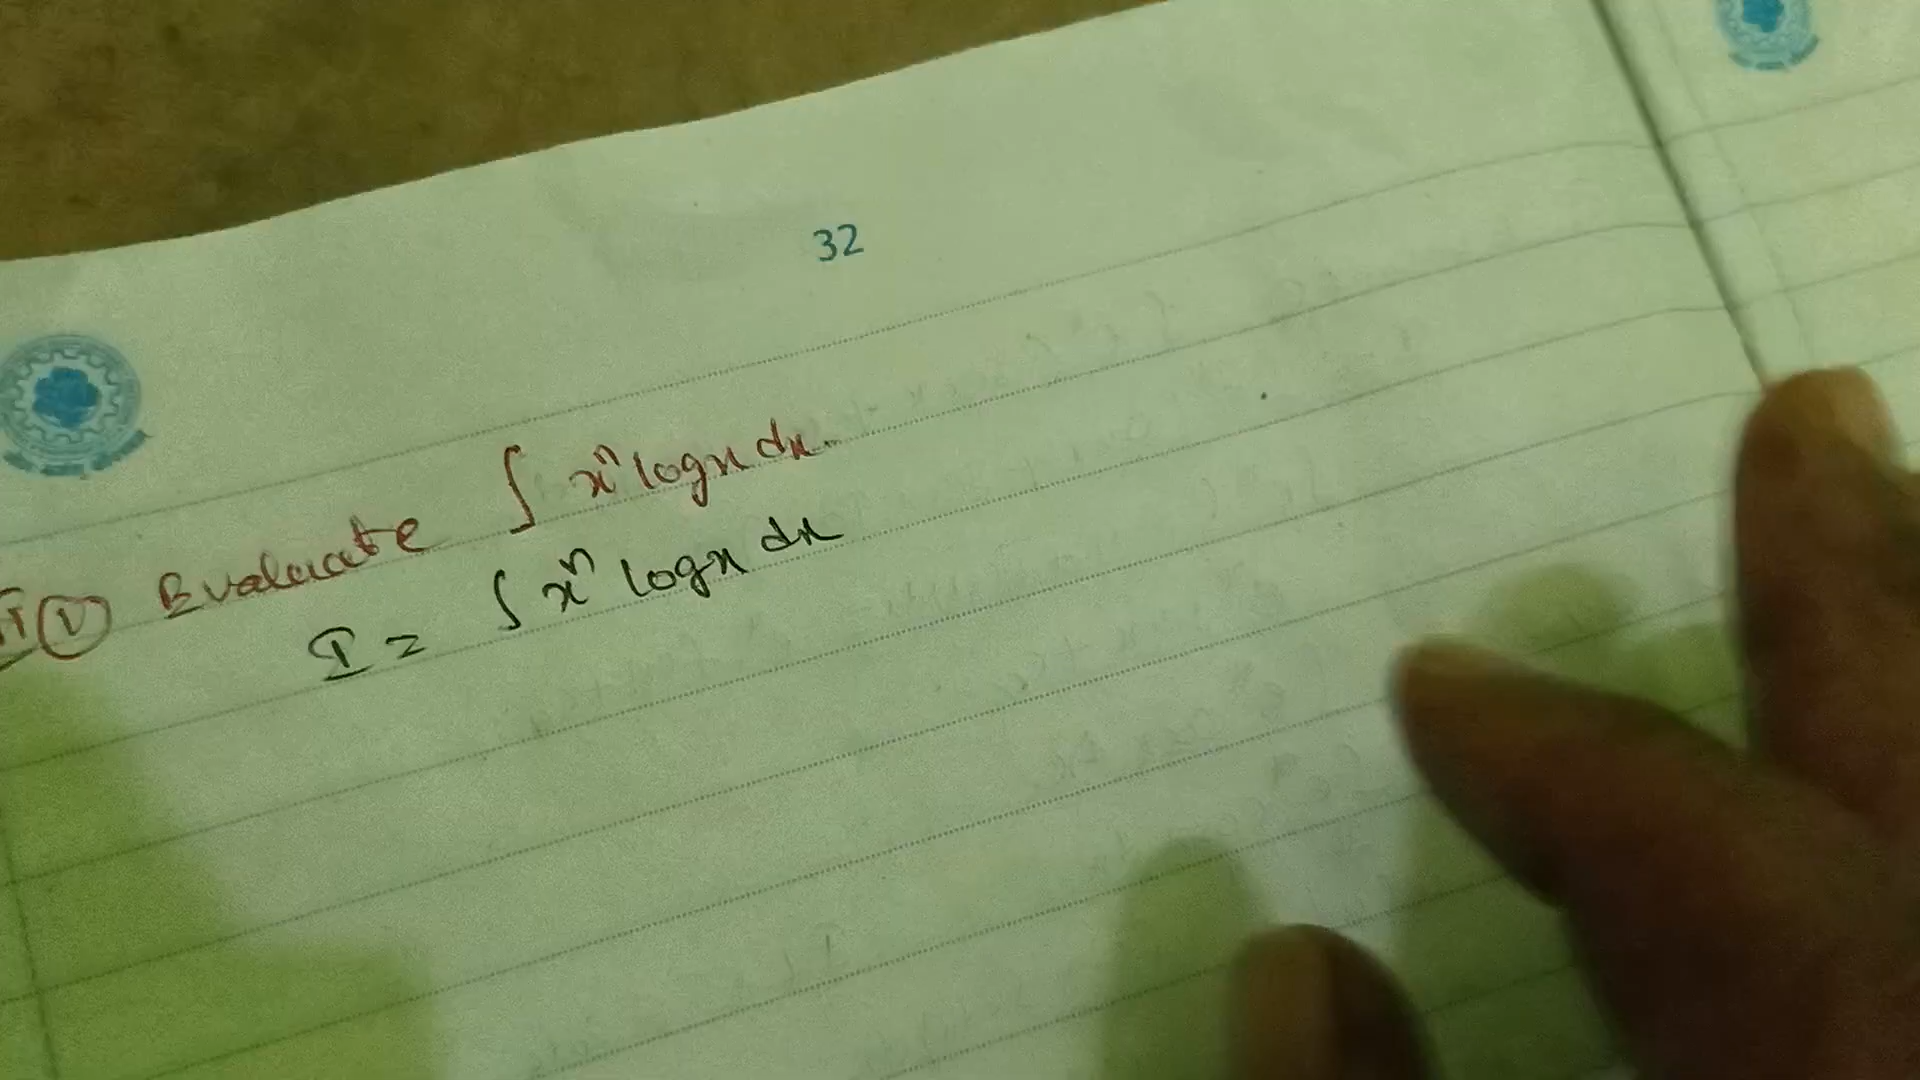 32
Evaluate ∫ xⁿ logx dx.
I = ∫ xⁿ logx dx